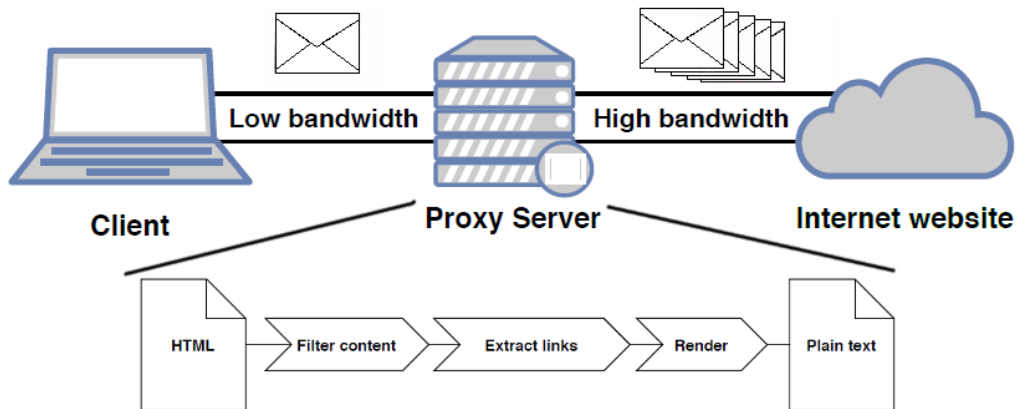 Low bandwidth
High bandwidth
Client
Proxy Server
Internet website
HTML
Filter content
Extract links
Render
Plain text